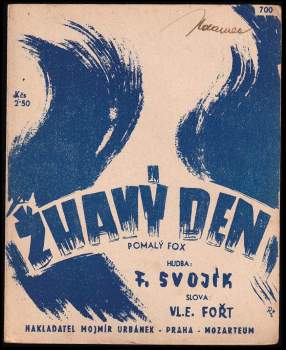 700
Kčs
2·50
ŽHAVÝ DEN
POMALÝ FOX
HUDBA:
F. SVOJÍK
SLOVA
VL.E. FOŘT
NAKLADATEL MOJMÍR URBÁNEK - PRAHA - MOZARTEUM